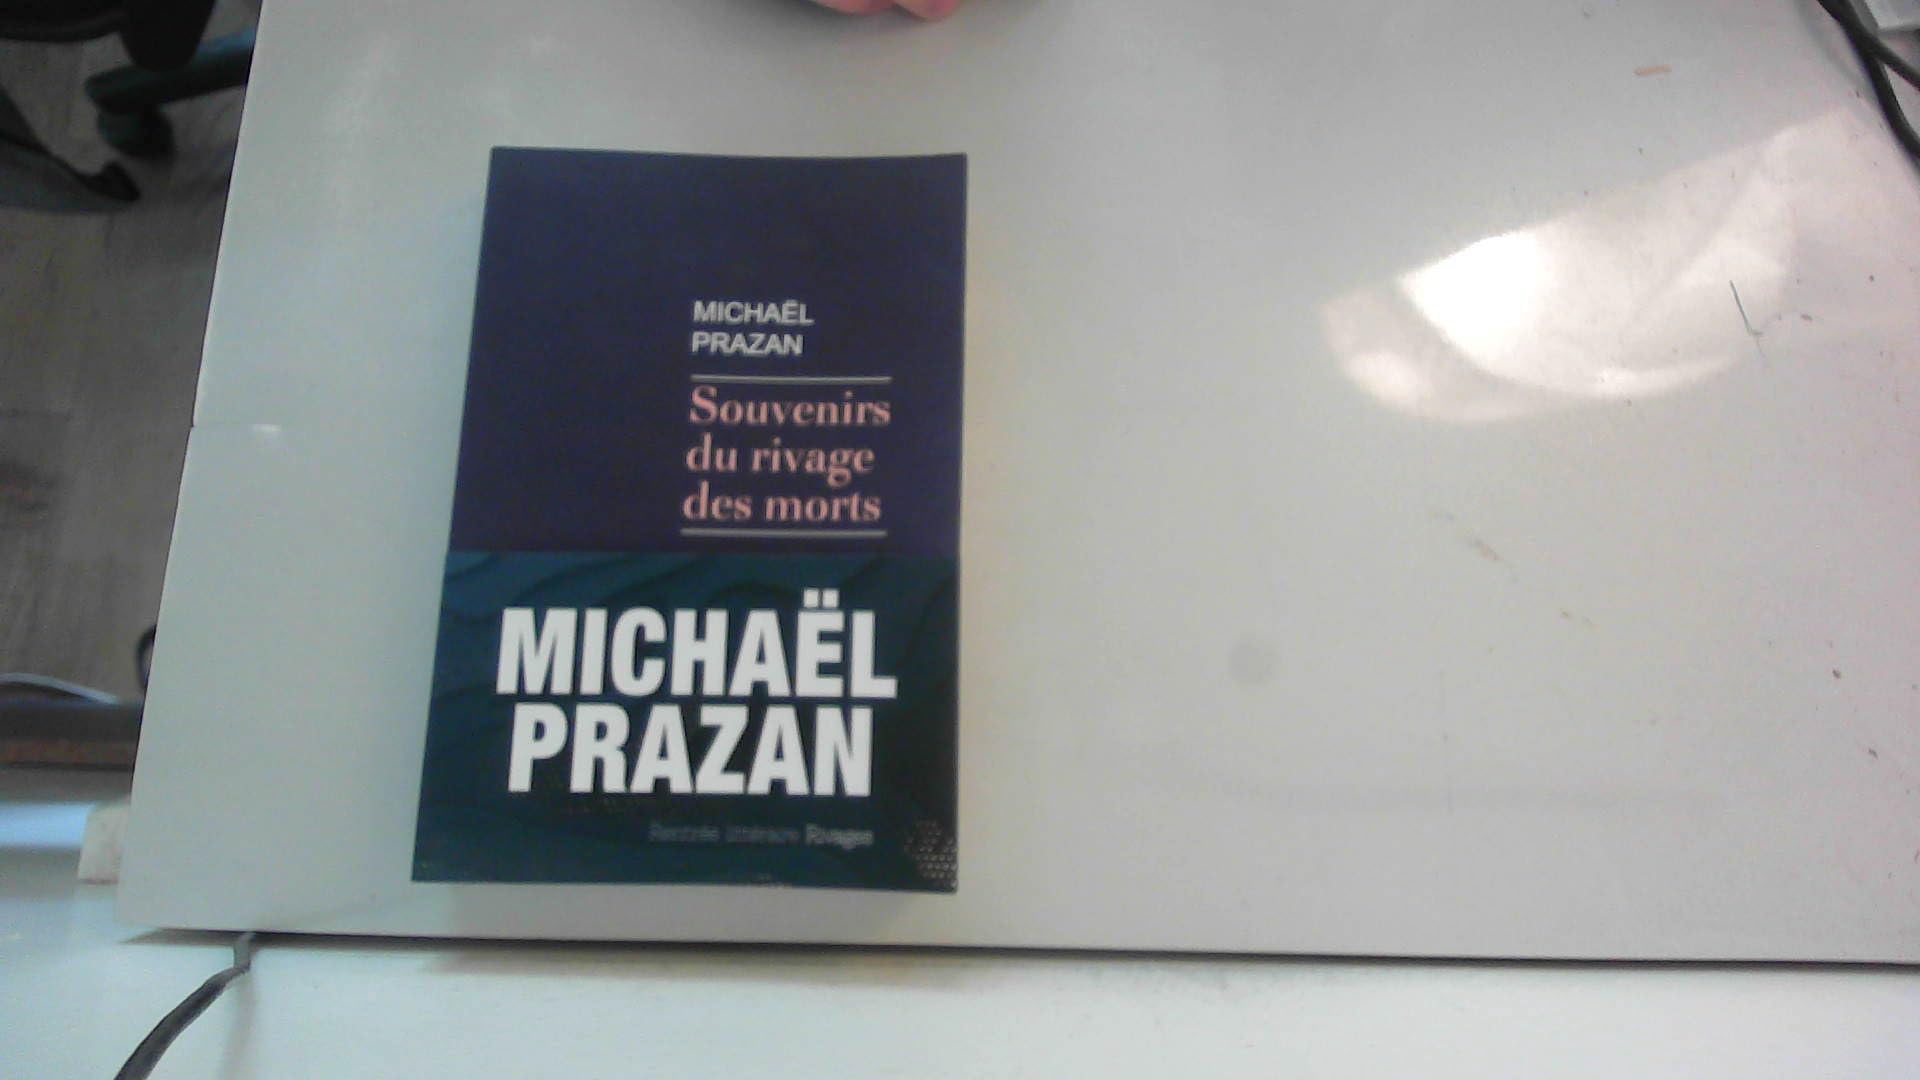 MICHAËL
PRAZAN
Souvenirs
du rivage
des morts
MICHAËL
PRAZAN
Rentrée littéraire Rivages